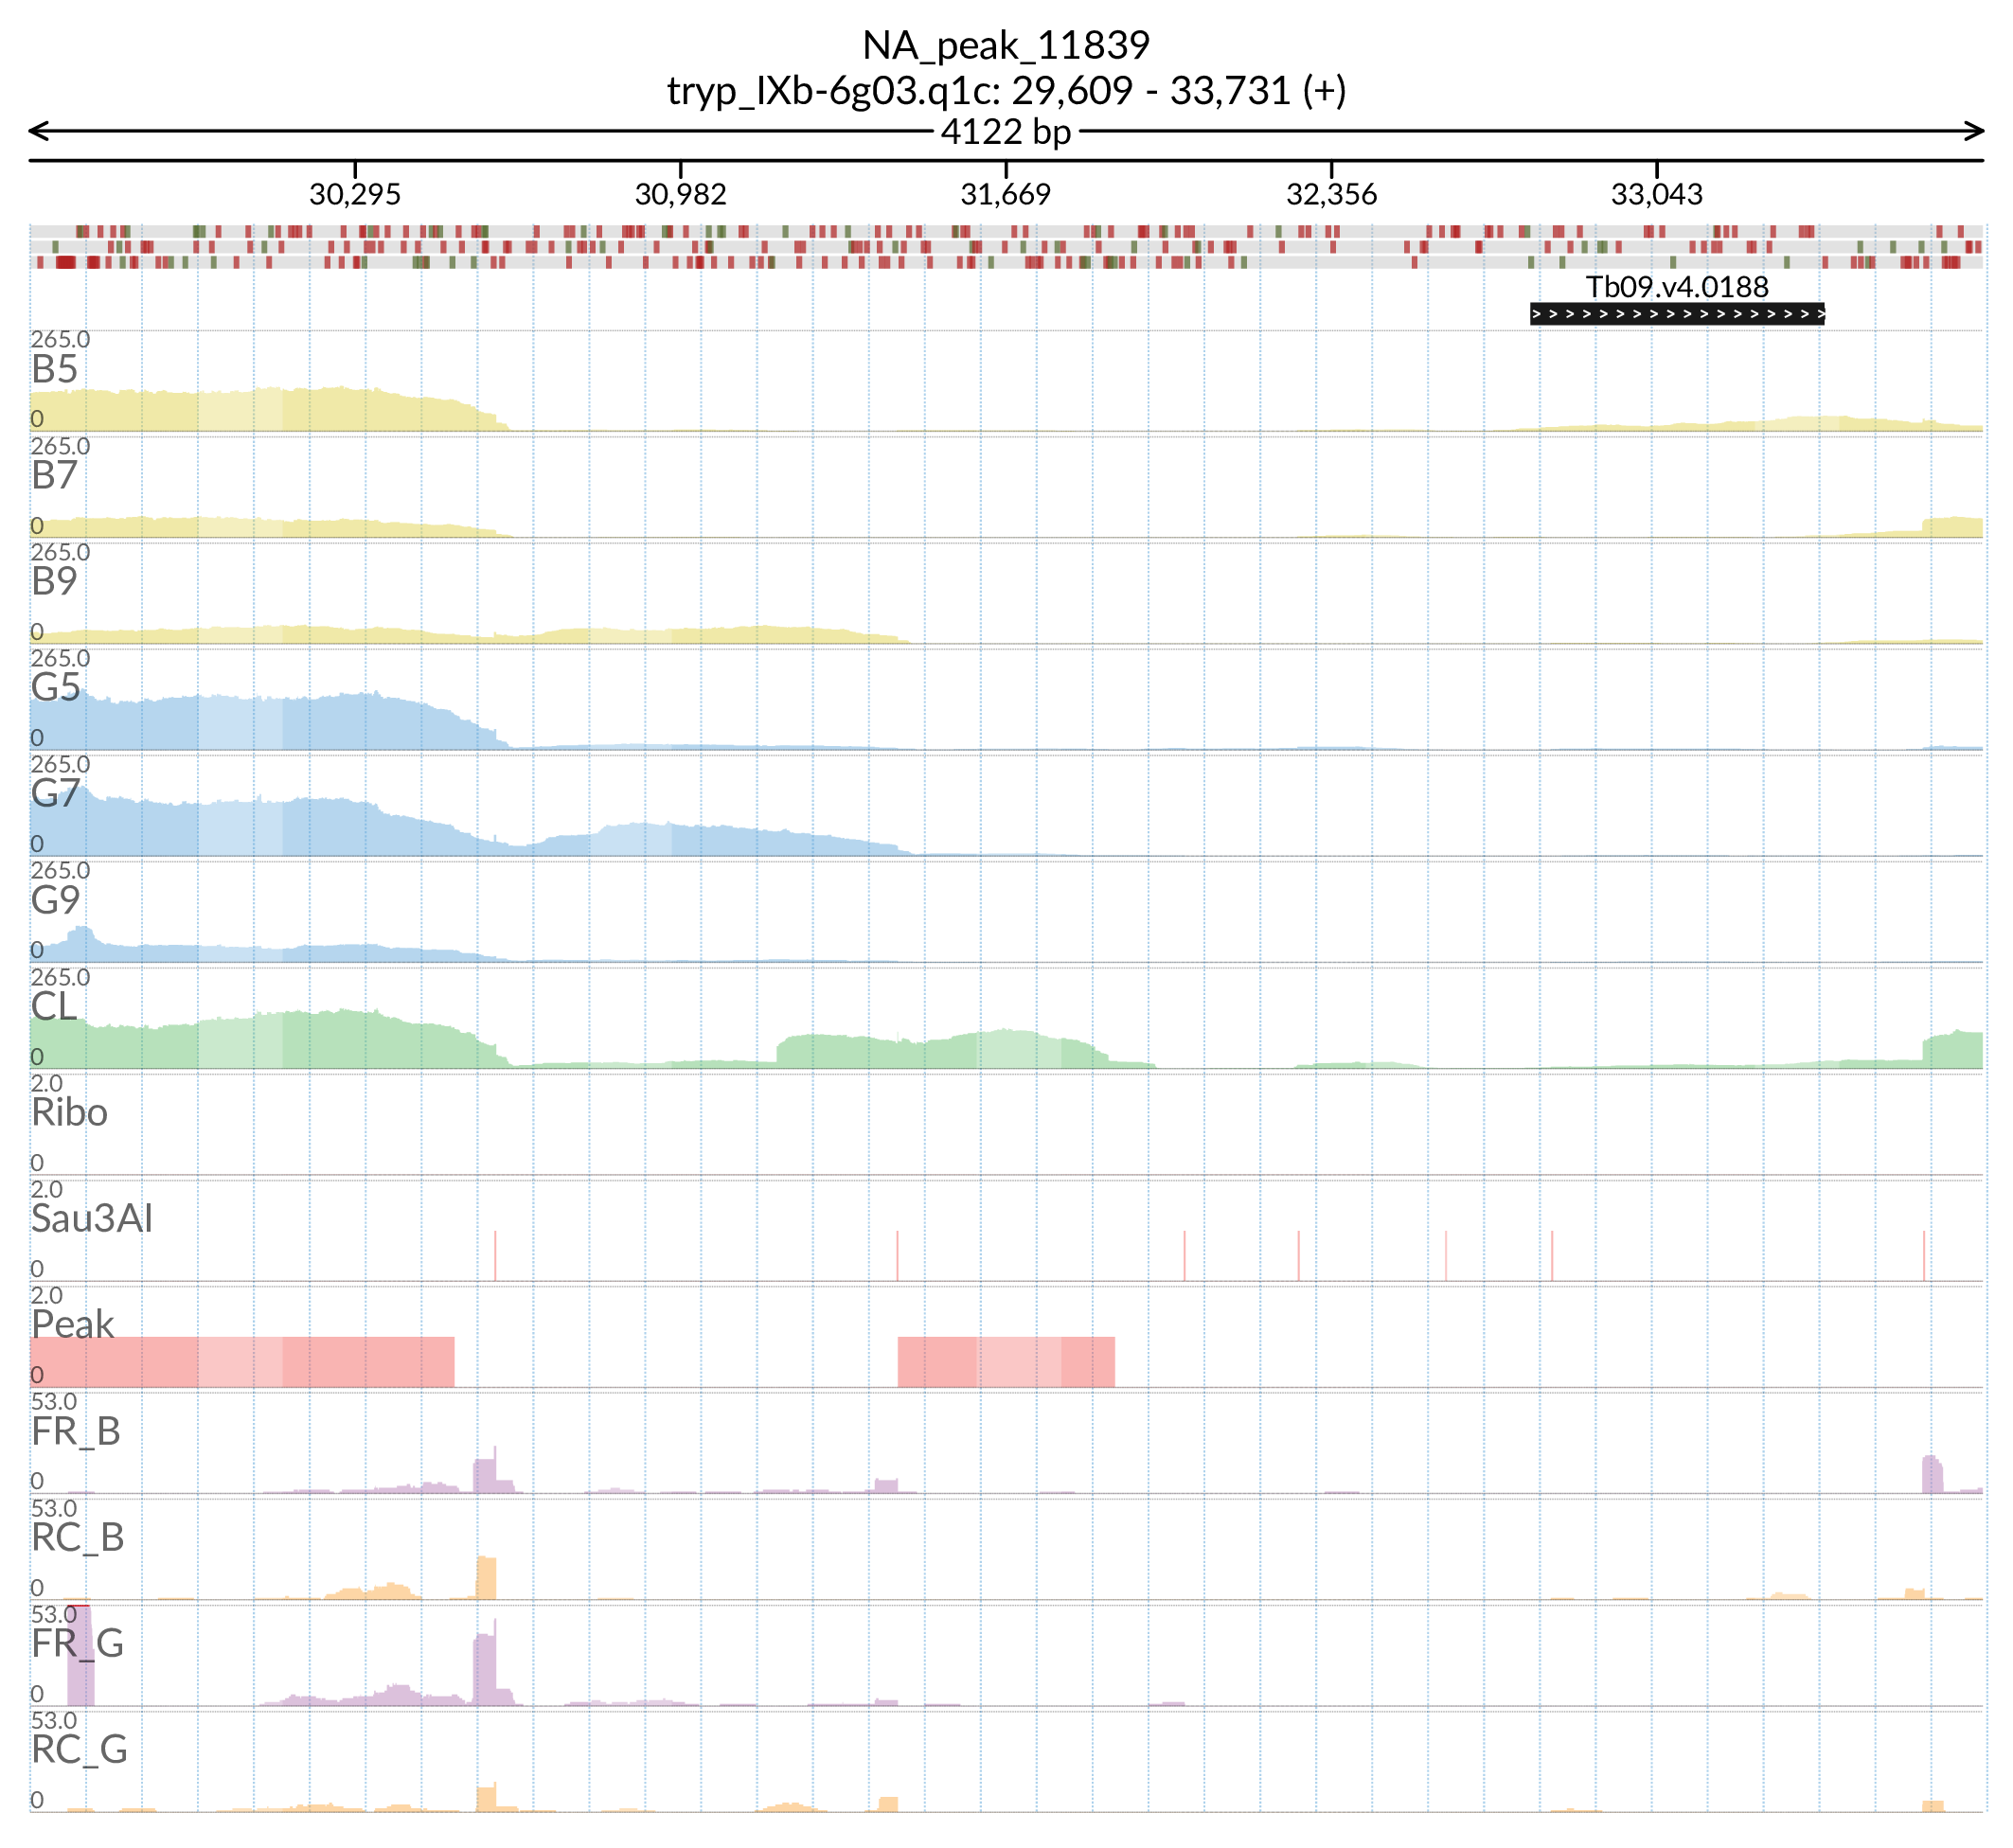 NA_peak_11839
tryp_IXb-6g03.q1c: 29,609 - 33,731 (+)
4122 bp
30,295 30,982 31,669 32,356 33,043
Tb09.v4.0188
265.0
B5
0
265.0
B7
0
265.0
B9
0
265.0
G5
0
265.0
G7
0
265.0
G9
0
265.0
CL
0
2.0
Ribo
0
2.0
Sau3AI
0
2.0
Peak
0
53.0
FR_B
0
53.0
RC_B
0
53.0
FR_G
0
53.0
RC_G
0